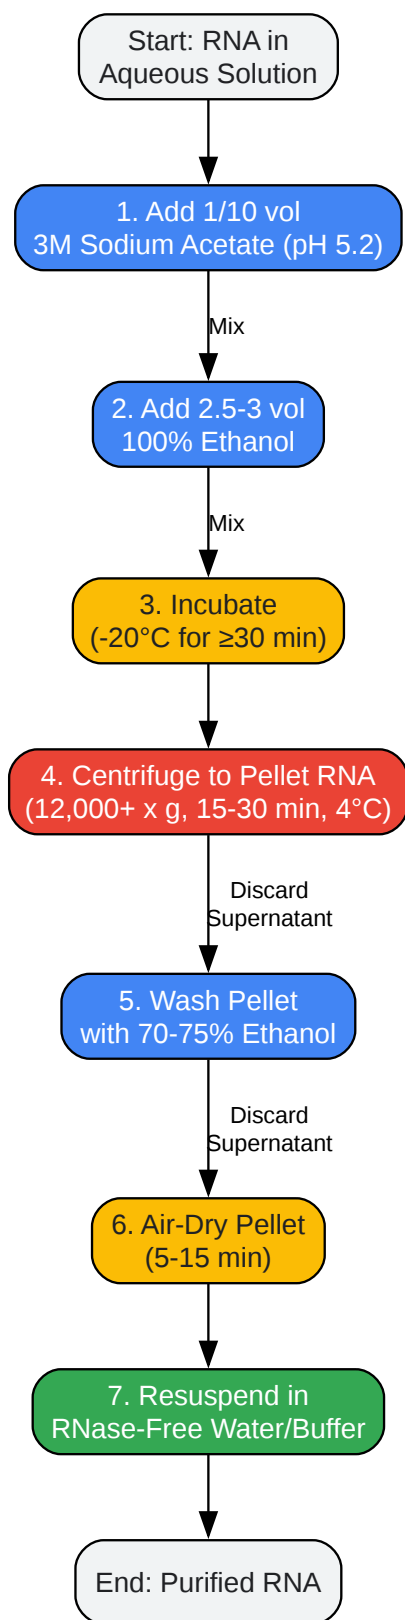 Start: RNA in
Aqueous Solution
1. Add 1/10 vol
3M Sodium Acetate (pH 5.2)
Mix
2. Add 2.5-3 vol
100% Ethanol
Mix
3. Incubate
(-20°C for ≥30 min)
4. Centrifuge to Pellet RNA
(12,000+ x g, 15-30 min, 4°C)
Discard
Supernatant
5. Wash Pellet
with 70-75% Ethanol
Discard
Supernatant
6. Air-Dry Pellet
(5-15 min)
7. Resuspend in
RNase-Free Water/Buffer
End: Purified RNA